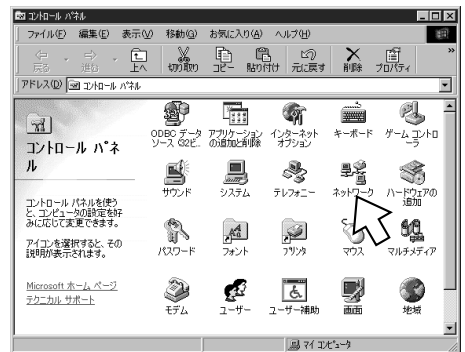 コントロール パネル
ファイル(F) 編集(E) 表示(V) 移動(G) お気に入り(A) ヘルプ(H)
戻る 進む 上へ 切り取り コピー 貼り付け 元に戻す 削除 プロパティ »
アドレス(D) コントロール パネル
コントロール パネ
ル
コントロール パネルを使う
と、コンピュータの設定を好
みに応じて変更できます。
アイコンを選択すると、その
説明が表示されます。
Microsoft ホーム ページ
テクニカル サポート
ODBC データ
ソース (32ビ..
アプリケーション
の追加と削除
インターネット
オプション
キーボード
ゲーム コントロ
ーラ
サウンド
システム
テレフォニー
ネットワーク
ハードウェアの
追加
パスワード
フォント
プリンタ
マウス
マルチメディア
モデム
ユーザー
ユーザー補助
画面
地域
マイ コンピュータ